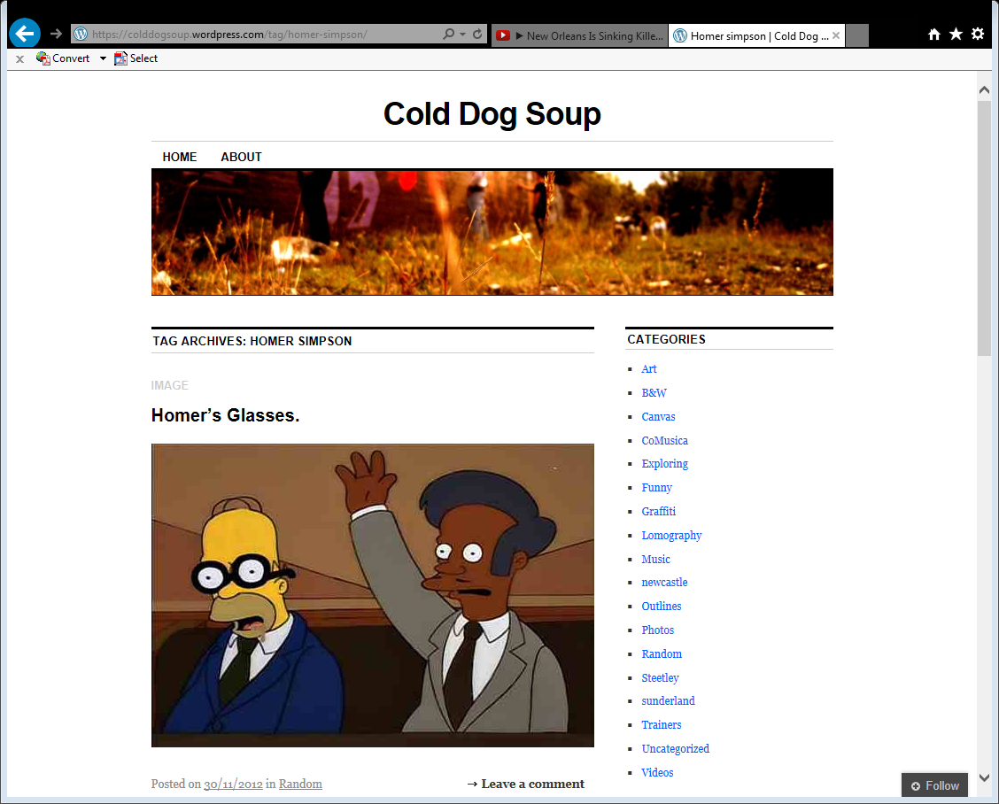 https://colddogsoup.wordpress.com/tag/homer-simpson/
New Orleans Is Sinking Kille...
Homer simpson | Cold Dog ...
Convert
Select
Cold Dog Soup
HOME
ABOUT
TAG ARCHIVES: HOMER SIMPSON
IMAGE
Homer’s Glasses.
Posted on 30/11/2012 in Random
→ Leave a comment
CATEGORIES
Art
B&W
Canvas
CoMusica
Exploring
Funny
Graffiti
Lomography
Music
newcastle
Outlines
Photos
Random
Steetley
sunderland
Trainers
Uncategorized
Videos
Follow